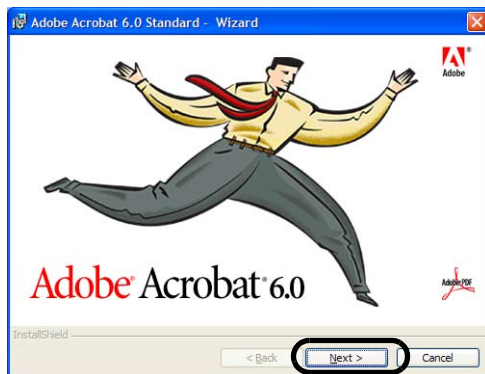 Adobe Acrobat 6.0 Standard - Wizard
Adobe
Adobe PDF
Adobe® Acrobat® 6.0
InstallShield
< Back Next > Cancel